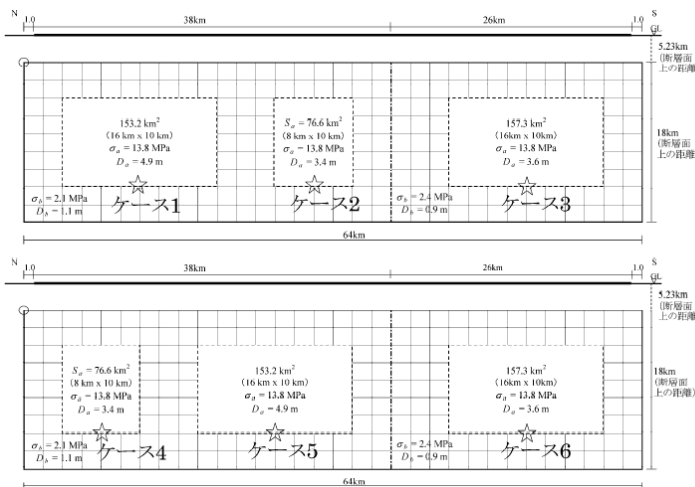 N
S
1.0
38km
26km
1.0
GL
5.23km
(断層面
上の距離
153.2 km²
(16 km x 10 km)
σa = 13.8 MPa
Da = 4.9 m
Sa = 76.6 km²
(8 km x 10 km)
σa = 13.8 MPa
Da = 3.4 m
157.3 km²
(16km x 10km)
σa = 13.8 MPa
Da = 3.6 m
18km
(断層面
上の距離
σb = 2.1 MPa
Db = 1.1 m
ケース1
ケース2
σb = 2.4 MPa
Db = 0.9 m
ケース3
64km
N
S
1.0
38km
26km
1.0
GL
5.23km
(断層面
上の距離
Sa = 76.6 km²
(8 km x 10 km)
σa = 13.8 MPa
Da = 3.4 m
153.2 km²
(16 km x 10 km)
σa = 13.8 MPa
Da = 4.9 m
157.3 km²
(16km x 10km)
σa = 13.8 MPa
Da = 3.6 m
18km
(断層面
上の距離
σb = 2.1 MPa
Db = 1.1 m
ケース4
ケース5
σb = 2.4 MPa
Db = 0.9 m
ケース6
64km